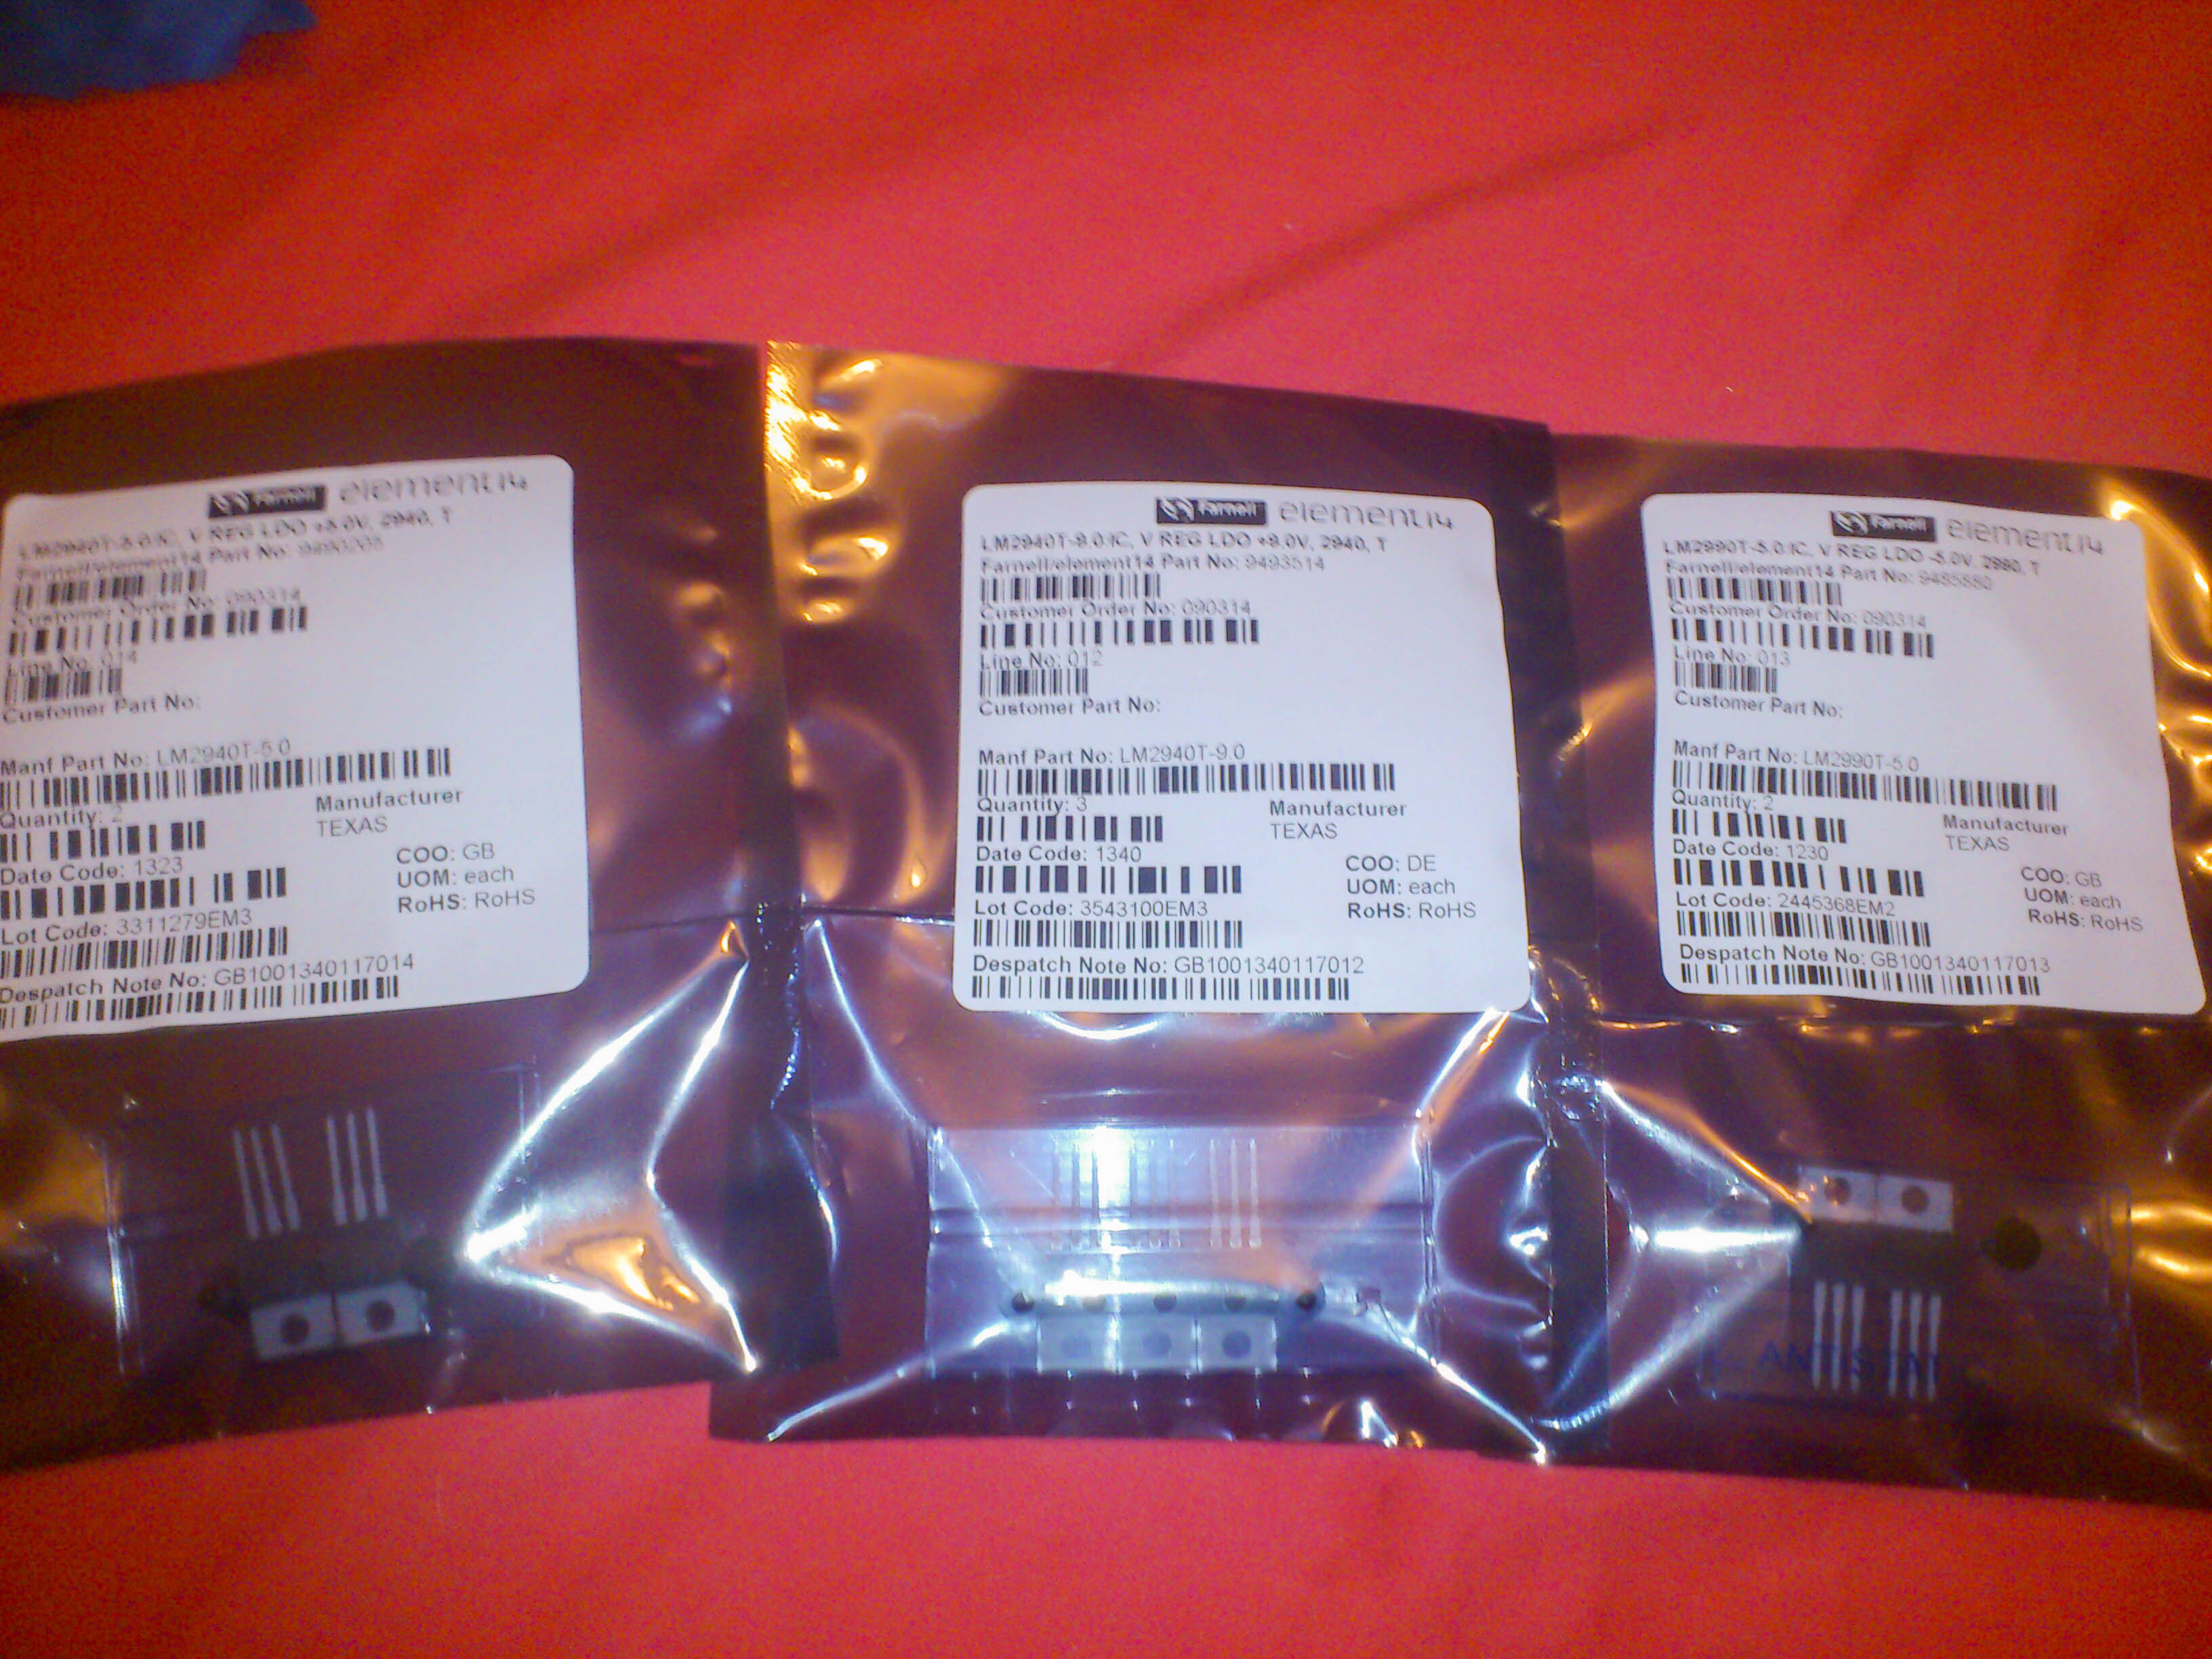 Farnell element14
LM2940T-5.0:IC, V REG LDO +5.0V, 2940, T
Farnell/element14 Part No: 9490205
Customer Order No: 090314
Line No: 014
Customer Part No:
Manf Part No: LM2940T-5.0
Quantity: 2
Manufacturer
TEXAS
Date Code: 1323
COO: GB
UOM: each
RoHS: RoHS
Lot Code: 3311279EM3
Despatch Note No: GB1001340117014
Farnell element14
LM2940T-9.0:IC, V REG LDO +9.0V, 2940, T
Farnell/element14 Part No: 9493514
Customer Order No: 090314
Line No: 012
Customer Part No:
Manf Part No: LM2940T-9.0
Quantity: 3
Manufacturer
TEXAS
Date Code: 1340
COO: DE
UOM: each
RoHS: RoHS
Lot Code: 3543100EM3
Despatch Note No: GB1001340117012
Farnell element14
LM2990T-5.0:IC, V REG LDO -5.0V, 2990, T
Farnell/element14 Part No:
Customer Order No: 090314
Line No: 013
Customer Part No:
Manf Part No: LM2990T-5.0
Quantity: 2
Manufacturer
TEXAS
Date Code: 1230
COO: GB
UOM: each
RoHS: RoHS
Lot Code: 2445368EM2
Despatch Note No: GB1001340117013